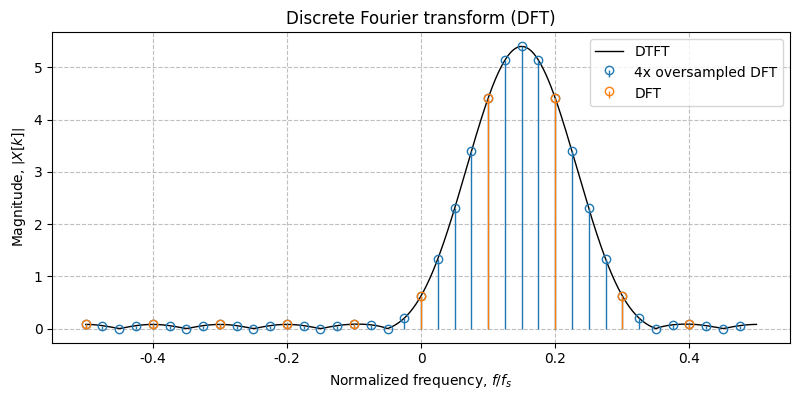 Discrete Fourier transform (DFT)
DTFT
4x oversampled DFT
DFT
Magnitude, |X[k]|
5
4
3
2
1
0
-0.4 -0.2 0 0.2 0.4
Normalized frequency, f/fₛ